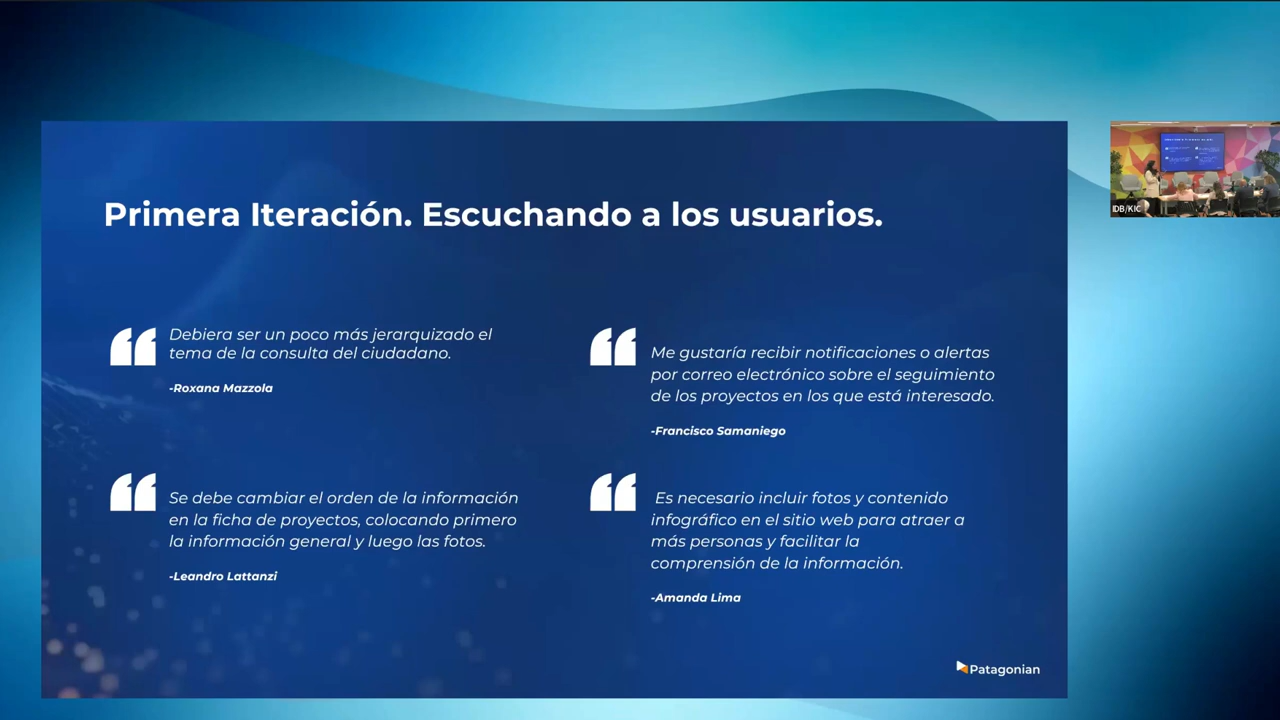 Primera Iteración. Escuchando a los usuarios.
Debiera ser un poco más jerarquizado el
tema de la consulta del ciudadano.
-Roxana Mazzola
Me gustaría recibir notificaciones o alertas
por correo electrónico sobre el seguimiento
de los proyectos en los que está interesado.
-Francisco Samaniego
Se debe cambiar el orden de la información
en la ficha de proyectos, colocando primero
la información general y luego las fotos.
-Leandro Lattanzi
Es necesario incluir fotos y contenido
infográfico en el sitio web para atraer a
más personas y facilitar la
comprensión de la información.
-Amanda Lima
Patagonian
IDB/KIC